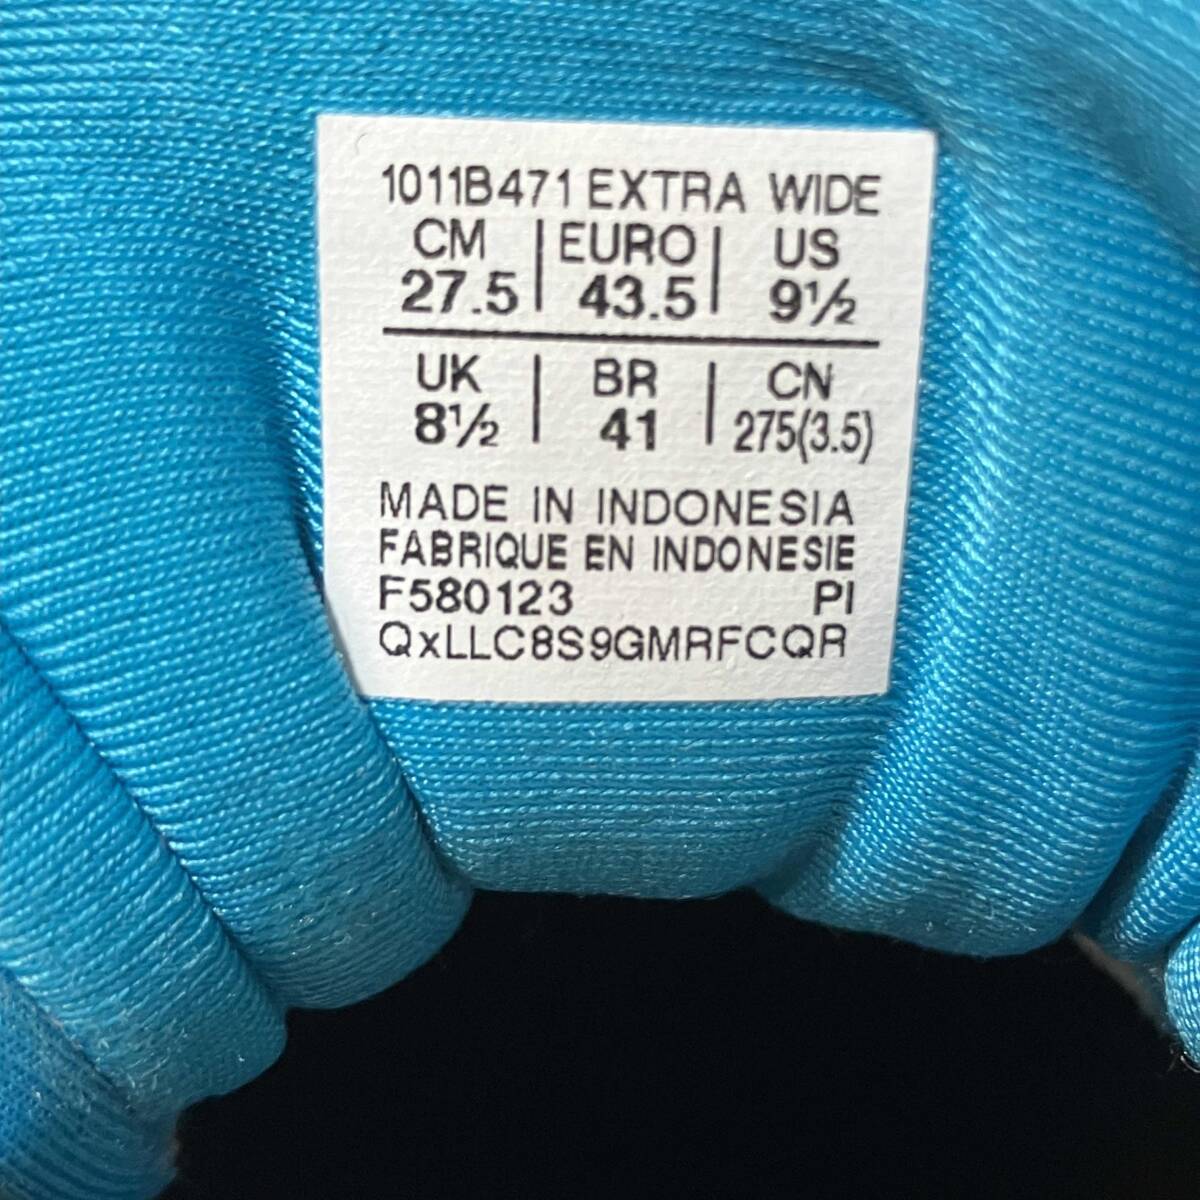 1011B471 EXTRA WIDE
CM | EURO | US
27.5 | 43.5 | 9½
UK | BR | CN
8½ | 41 | 275(3.5)
MADE IN INDONESIA
FABRIQUE EN INDONESIE
F580123 PI
QxLLC8S9GMRFCQR